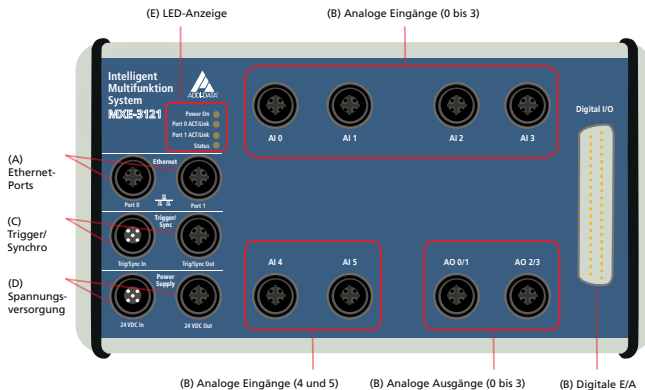 (E) LED-Anzeige
(B) Analoge Eingänge (0 bis 3)
Intelligent
Multifunktion
System
MXE-3121
ADDI-DATA
Power On
Port 0 ACT/Link
Port 1 ACT/Link
Status
AI 0
AI 1
AI 2
AI 3
Digital I/O
(A)
Ethernet-
Ports
Ethernet
Port 0
Port 1
(C)
Trigger/
Synchro
Trigger/
Sync
Trig/Sync In
Trig/Sync Out
(D)
Spannungs-
versorgung
Power
Supply
24 VDC In
24 VDC Out
AI 4
AI 5
AO 0/1
AO 2/3
(B) Analoge Eingänge (4 und 5)
(B) Analoge Ausgänge (0 bis 3)
(B) Digitale E/A